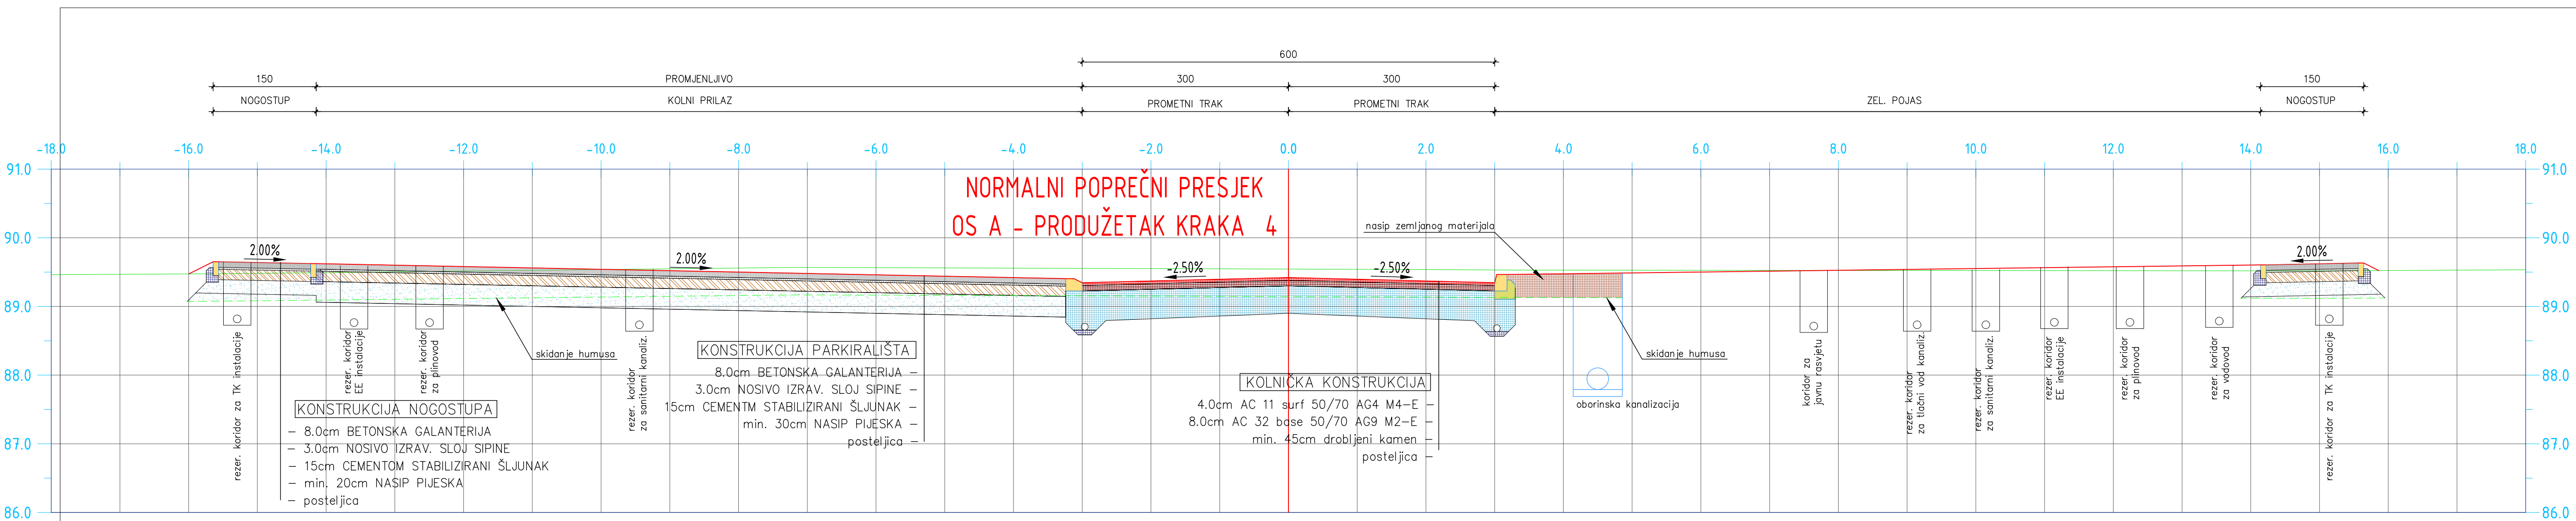 600
150
PROMJENLJIVO
300
300
150
NOGOSTUP
KOLNI PRILAZ
PROMETNI TRAK
PROMETNI TRAK
ZEL. POJAS
NOGOSTUP
-18.0 -16.0 -14.0 -12.0 -10.0 -8.0 -6.0 -4.0 -2.0 0.0 2.0 4.0 6.0 8.0 10.0 12.0 14.0 16.0 18.0
91.0 91.0
NORMALNI POPREČNI PRESJEK
OS A - PRODUŽETAK KRAKA 4
nasip zemljanog materijala
90.0 90.0
2.00%
2.00%
-2.50%
-2.50%
2.00%
89.0 89.0
skidanje humusa
skidanje humusa
88.0 88.0
87.0 87.0
86.0 86.0
rezer. koridor za TK instalacije
rezer. koridor
EE instalacije
rezer. koridor
za plinovod
rezer. koridor
za sanitarni kanaliz.
KONSTRUKCIJA NOGOSTUPA
- 8.0cm BETONSKA GALANTERIJA
- 3.0cm NOSIVO IZRAV. SLOJ SIPINE
- 15cm CEMENTOM STABILIZIRANI ŠLJUNAK
- min. 20cm NASIP PIJESKA
- posteljica
KONSTRUKCIJA PARKIRALIŠTA
8.0cm BETONSKA GALANTERIJA -
3.0cm NOSIVO IZRAV. SLOJ SIPINE -
15cm CEMENTM STABILIZIRANI ŠLJUNAK -
min. 30cm NASIP PIJESKA -
posteljica -
KOLNIČKA KONSTRUKCIJA
4.0cm AC 11 surf 50/70 AG4 M4-E -
8.0cm AC 32 base 50/70 AG9 M2-E -
min. 45cm drobljeni kamen -
posteljica -
oborinska kanalizacija
koridor za
javnu rasvjetu
rezer. koridor
za tlačni vod kanaliz.
rezer. koridor
za sanitarni kanaliz.
rezer. koridor
EE instalacije
rezer. koridor
za plinovod
rezer. koridor
za vodovod
rezer. koridor za TK instalacije